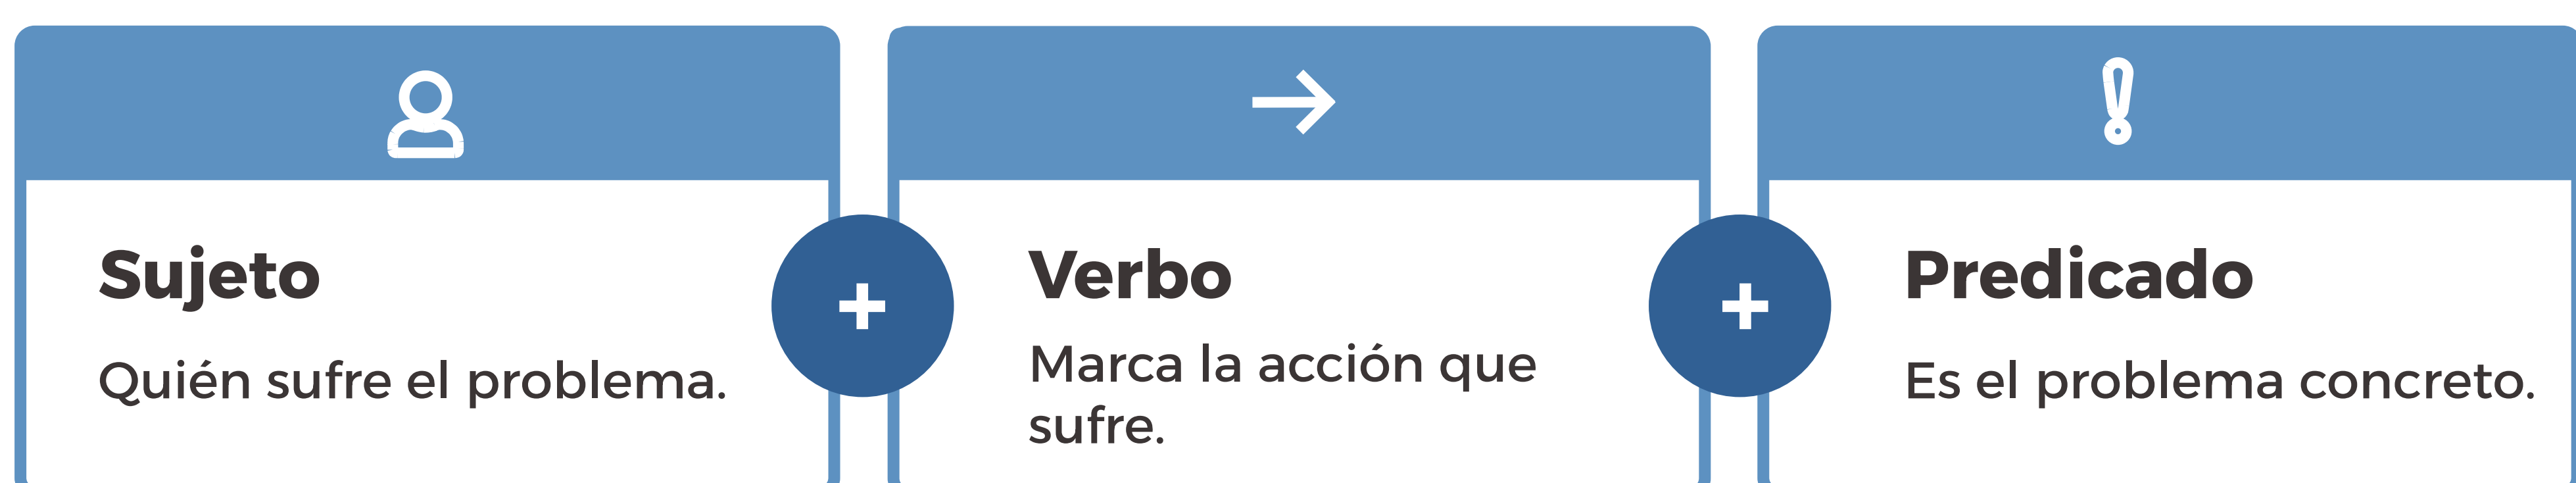 Sujeto
Quién sufre el problema.
+
Verbo
Marca la acción que
sufre.
+
Predicado
Es el problema concreto.